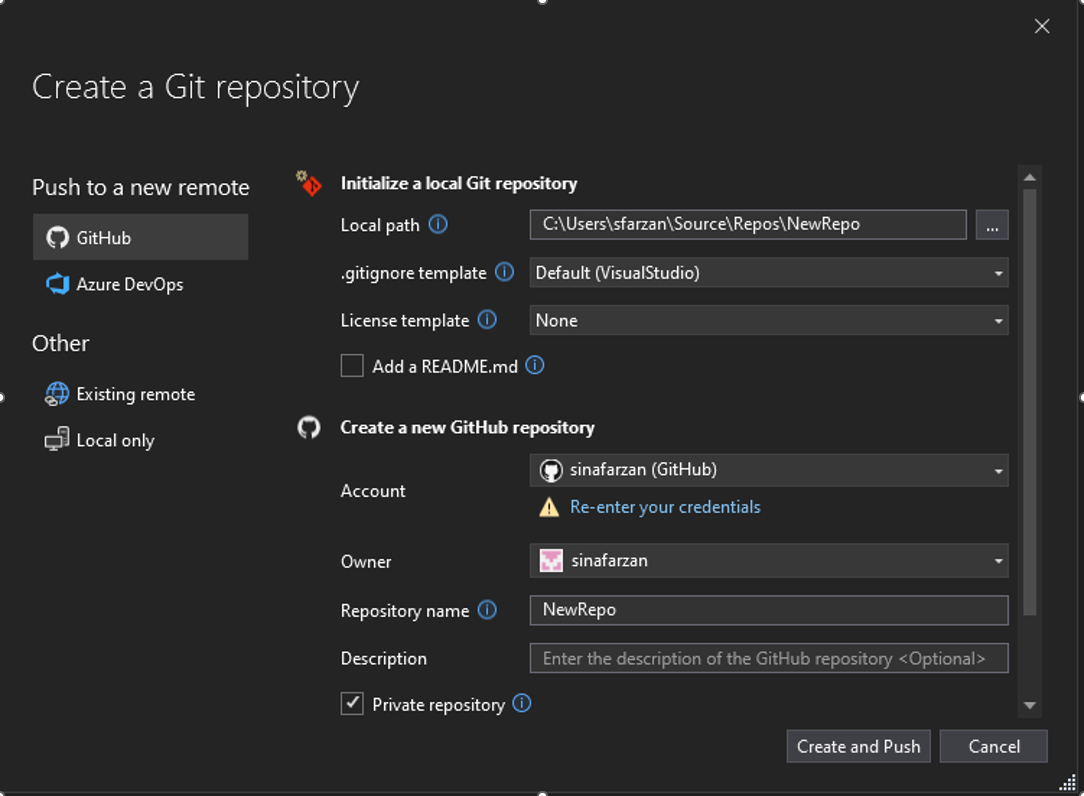 Create a Git repository
Push to a new remote
GitHub
Azure DevOps
Other
Existing remote
Local only
Initialize a local Git repository
Local path C:\Users\sfarzan\Source\Repos\NewRepo ...
.gitignore template Default (VisualStudio)
License template None
Add a README.md
Create a new GitHub repository
Account sinafarzan (GitHub)
Re-enter your credentials
Owner sinafarzan
Repository name NewRepo
Description Enter the description of the GitHub repository <Optional>
Private repository
Create and Push Cancel